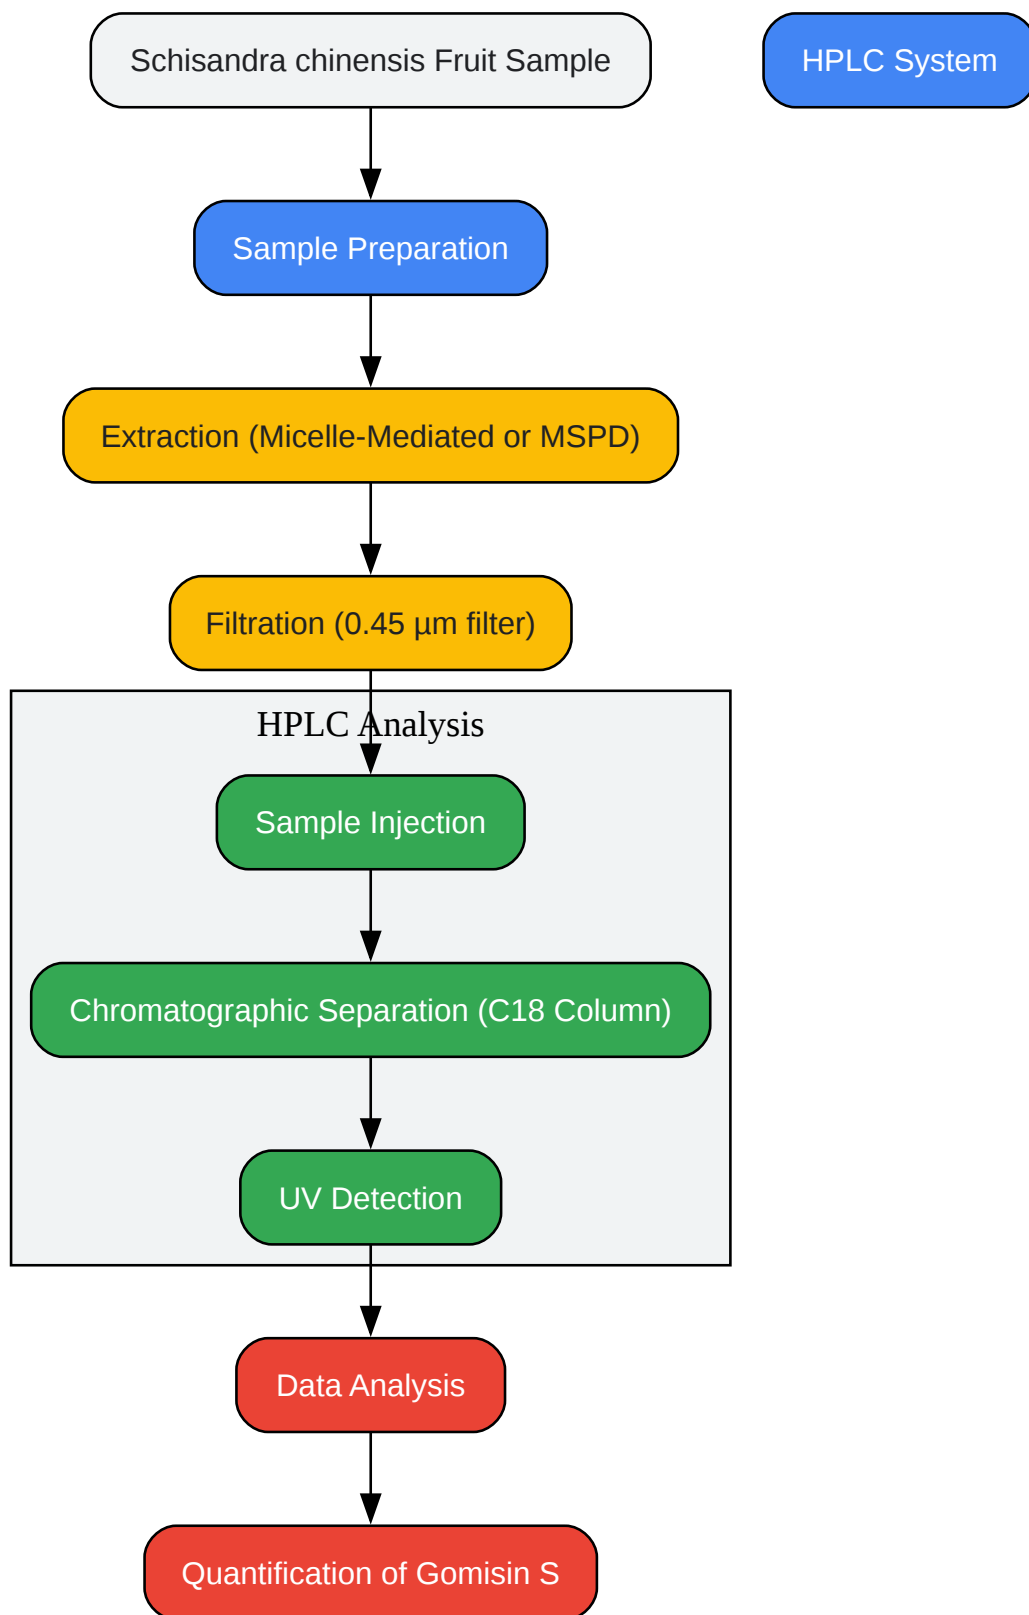 Schisandra chinensis Fruit Sample
HPLC System
Sample Preparation
Extraction (Micelle-Mediated or MSPD)
Filtration (0.45 µm filter)
HPLC Analysis
Sample Injection
Chromatographic Separation (C18 Column)
UV Detection
Data Analysis
Quantification of Gomisin S